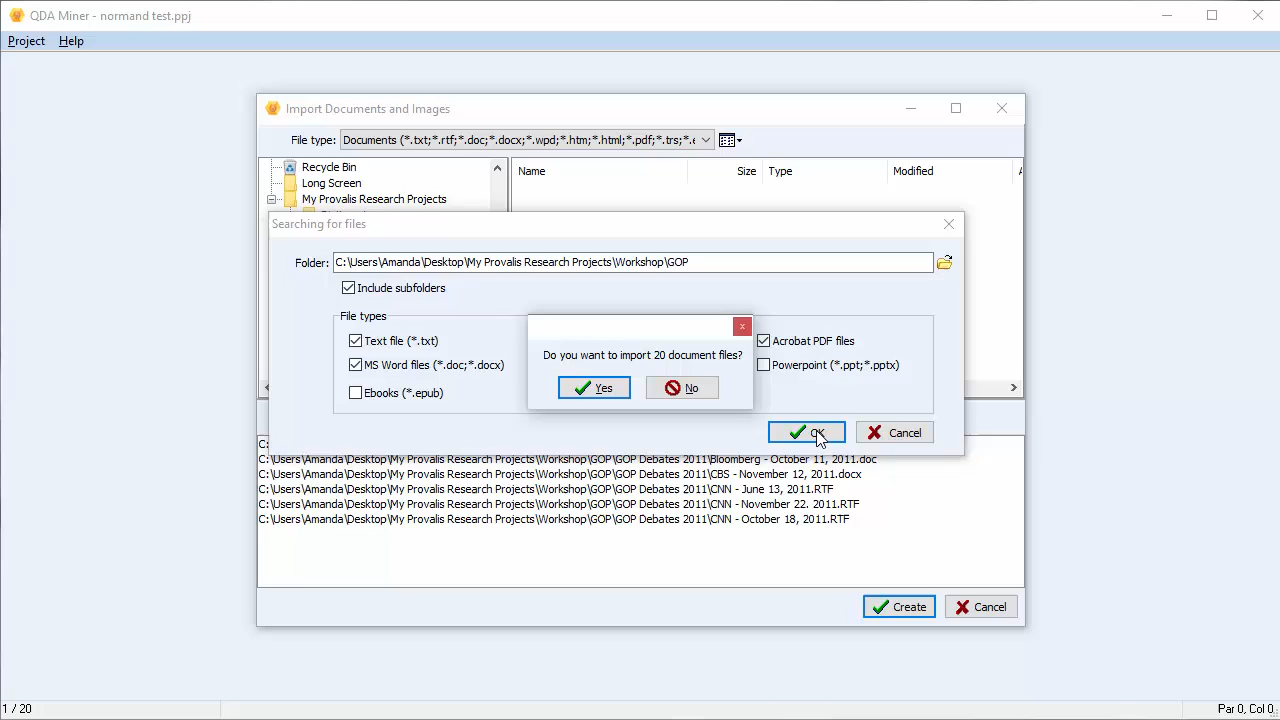 QDA Miner - normand test.ppj
Project Help
Import Documents and Images
File type: Documents (*.txt;*.rtf;*.doc;*.docx;*.wpd;*.htm;*.html;*.pdf;*.trs;*.e
Recycle Bin
Name Size Type Modified
Long Screen
My Provalis Research Projects
Searching for files
Folder: C:\Users\Amanda\Desktop\My Provalis Research Projects\Workshop\GOP
Include subfolders
File types
Text file (*.txt)
Acrobat PDF files
Do you want to import 20 document files?
MS Word files (*.doc;*.docx)
Powerpoint (*.ppt;*.pptx)
Yes No
Ebooks (*.epub)
OK Cancel
C:\Users\Amanda\Desktop\My Provalis Research Projects\Workshop\GOP\GOP Debates 2011\Bloomberg - October 11, 2011.doc
C:\Users\Amanda\Desktop\My Provalis Research Projects\Workshop\GOP\GOP Debates 2011\CBS - November 12, 2011.docx
C:\Users\Amanda\Desktop\My Provalis Research Projects\Workshop\GOP\GOP Debates 2011\CNN - June 13, 2011.RTF
C:\Users\Amanda\Desktop\My Provalis Research Projects\Workshop\GOP\GOP Debates 2011\CNN - November 22. 2011.RTF
C:\Users\Amanda\Desktop\My Provalis Research Projects\Workshop\GOP\GOP Debates 2011\CNN - October 18, 2011.RTF
Create Cancel
1 / 20
Par 0, Col 0